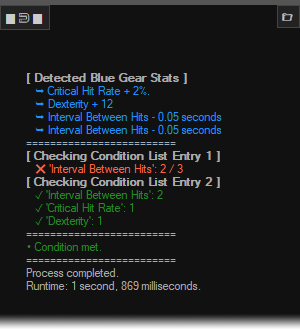 [ Detected Blue Gear Stats ]
➥ Critical Hit Rate + 2%.
➥ Dexterity + 12
➥ Interval Between Hits - 0.05 seconds
➥ Interval Between Hits - 0.05 seconds
=========================
[ Checking Condition List Entry 1 ]
❌ 'Interval Between Hits': 2 / 3
[ Checking Condition List Entry 2 ]
✓ 'Interval Between Hits': 2
✓ 'Critical Hit Rate': 1
✓ 'Dexterity': 1
=========================
• Condition met.
=========================
Process completed.
Runtime: 1 second, 869 milliseconds.